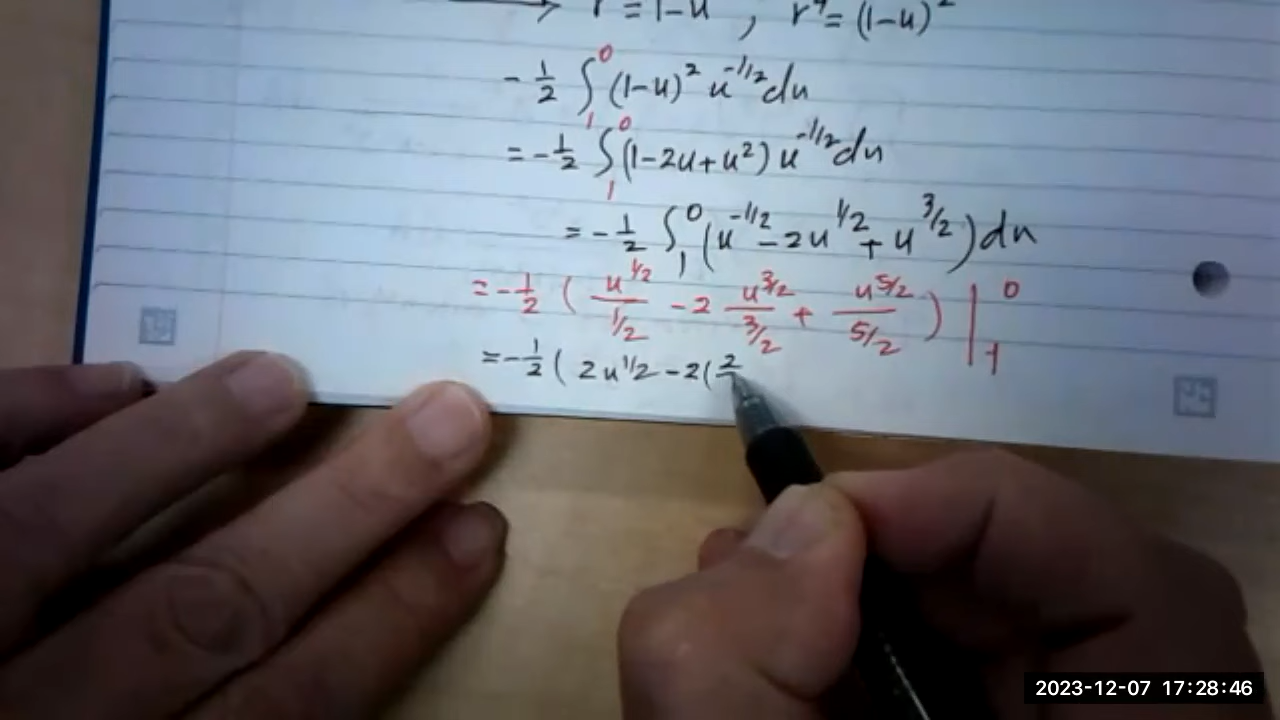 → r² = 1-u , r⁴ = (1-u)²
-1/2 ∫₁⁰ (1-u)² u^(-1/2) du
= -1/2 ∫₁⁰ (1-2u+u²) u^(-1/2) du
= -1/2 ∫₁⁰ (u^(-1/2) - 2u^(1/2) + u^(3/2)) du
= -1/2 ( u^(1/2)/(1/2) - 2 u^(3/2)/(3/2) + u^(5/2)/(5/2) ) |₁⁰
= -1/2 ( 2u^(1/2) - 2( 2/
2023-12-07 17:28:46